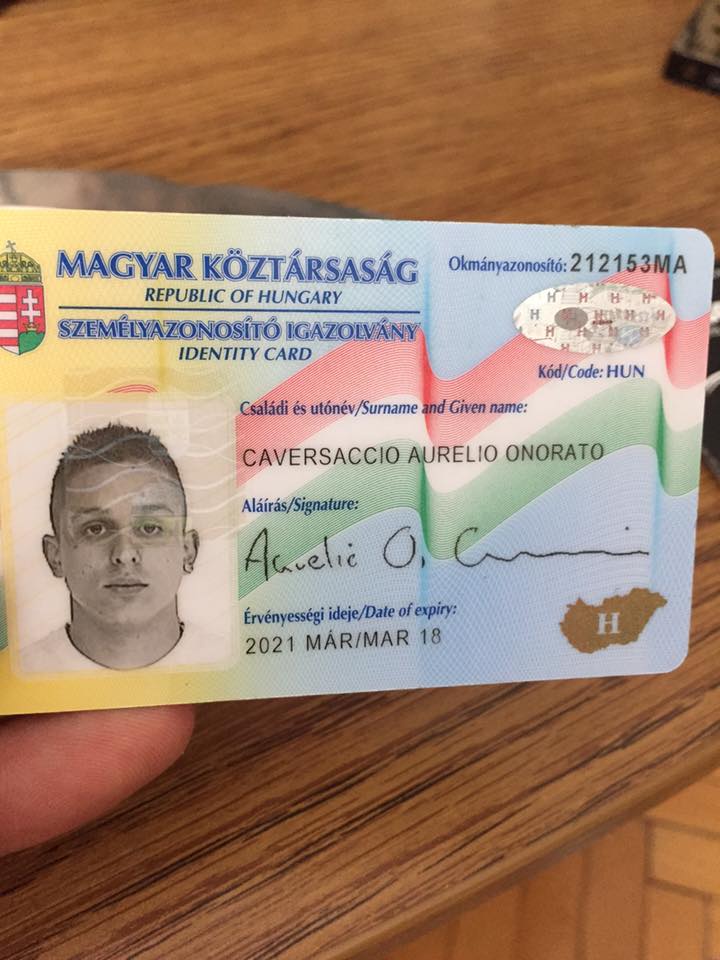 MAGYAR KÖZTÁRSASÁG
REPUBLIC OF HUNGARY
SZEMÉLYAZONOSÍTÓ IGAZOLVÁNY
IDENTITY CARD
Okmányazonosító: 212153MA
Kód/Code: HUN
Családi és utónév/Surname and Given name:
CAVERSACCIO AURELIO ONORATO
Aláírás/Signature:
Aurelio O.
Érvényességi ideje/Date of expiry:
2021 MÁR/MAR 18
H